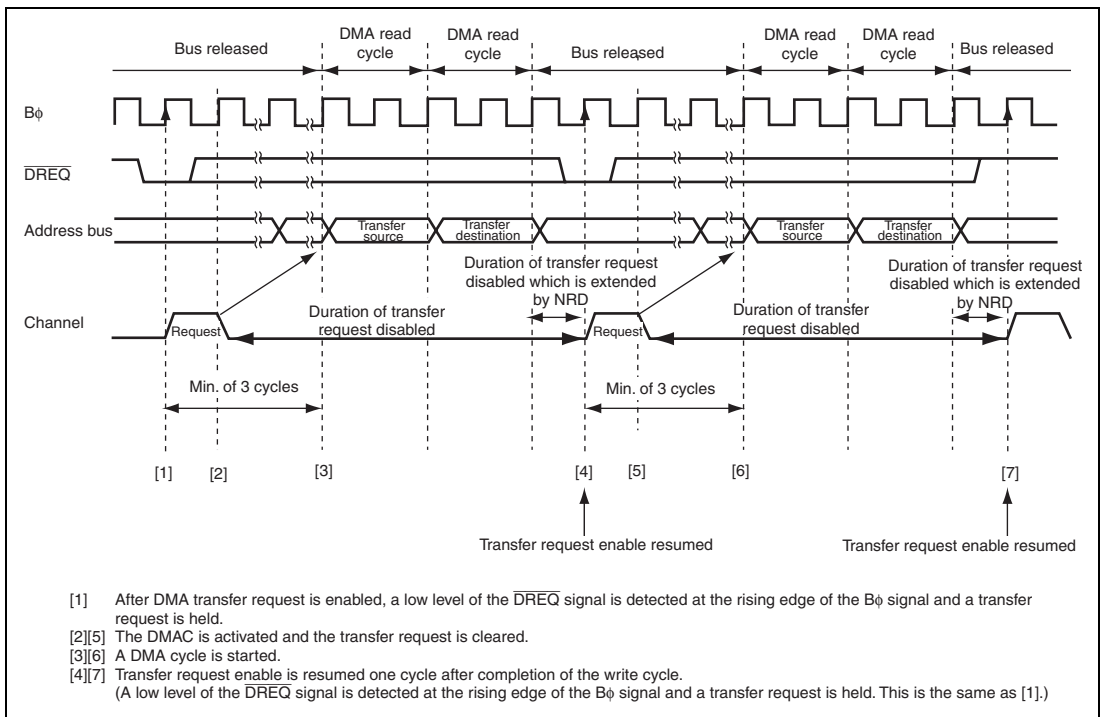 Bus released
DMA read
cycle
DMA read
cycle
Bus released
DMA read
cycle
DMA read
cycle
Bus released
Bφ
DREQ
Address bus
Transfer
source
Transfer
destination
Transfer
source
Transfer
destination
Duration of transfer request
disabled which is extended
by NRD
Duration of transfer request
disabled which is extended
by NRD
Channel
Request
Duration of transfer
request disabled
Request
Duration of transfer
request disabled
Min. of 3 cycles
Min. of 3 cycles
[1]
[2]
[3]
[4]
[5]
[6]
[7]
Transfer request enable resumed
Transfer request enable resumed
[1] After DMA transfer request is enabled, a low level of the DREQ signal is detected at the rising edge of the Bφ signal and a transfer
request is held.
[2][5] The DMAC is activated and the transfer request is cleared.
[3][6] A DMA cycle is started.
[4][7] Transfer request enable is resumed one cycle after completion of the write cycle.
(A low level of the DREQ signal is detected at the rising edge of the Bφ signal and a transfer request is held. This is the same as [1].)